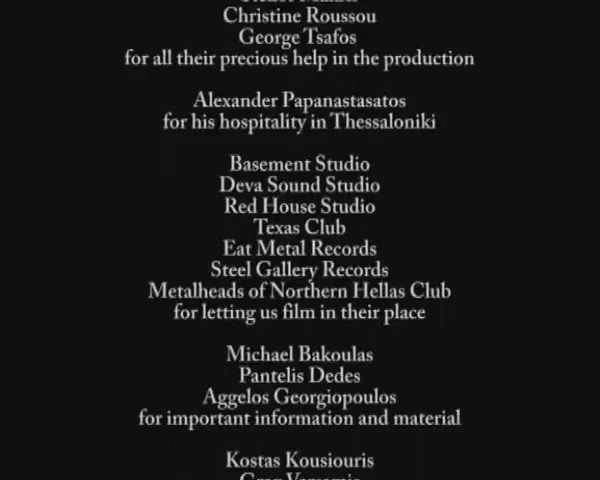 Christine Roussou
George Tsafos
for all their precious help in the production
Alexander Papanastasatos
for his hospitality in Thessaloniki
Basement Studio
Deva Sound Studio
Red House Studio
Texas Club
Eat Metal Records
Steel Gallery Records
Metalheads of Northern Hellas Club
for letting us film in their place
Michael Bakoulas
Pantelis Dedes
Aggelos Georgiopoulos
for important information and material
Kostas Kousiouris